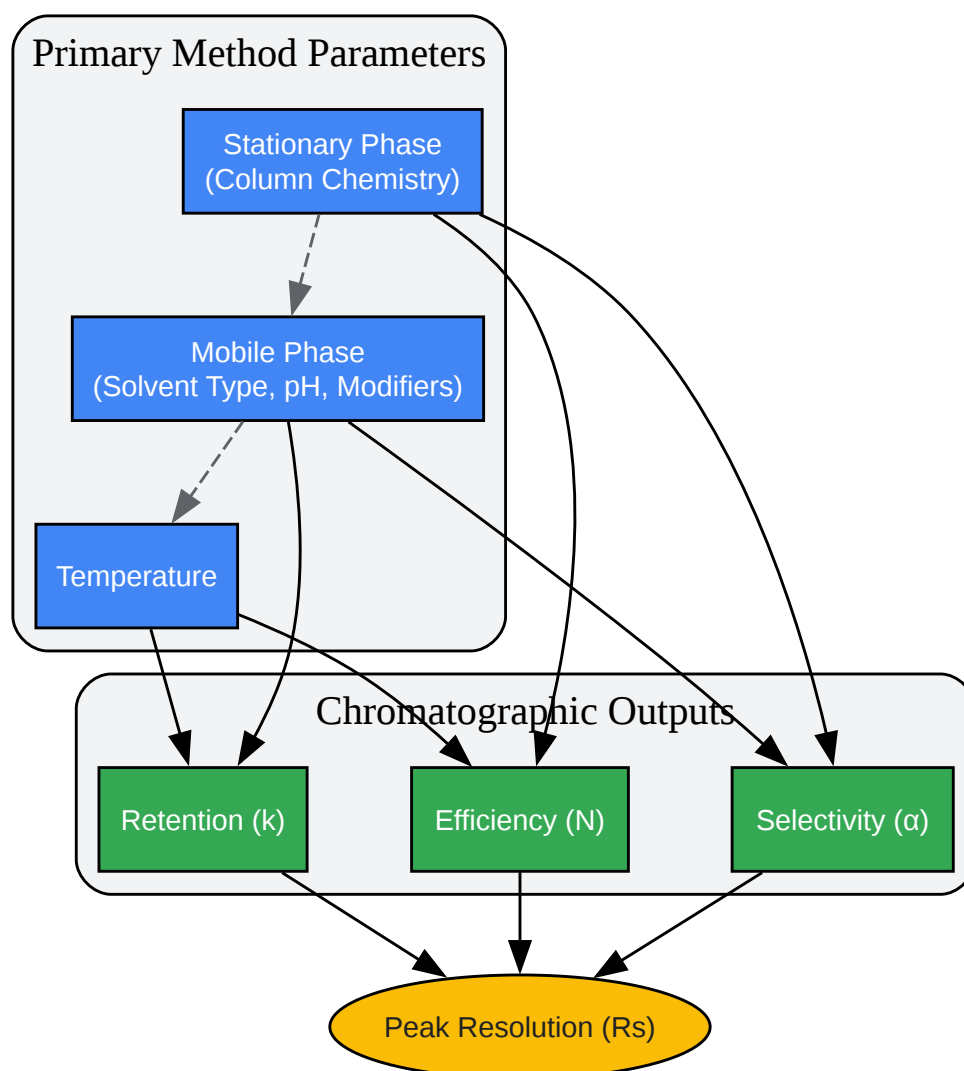 Primary Method Parameters
Stationary Phase
(Column Chemistry)
Mobile Phase
(Solvent Type, pH, Modifiers)
Temperature
Chromatographic Outputs
Retention (k)
Efficiency (N)
Selectivity (α)
Peak Resolution (Rs)